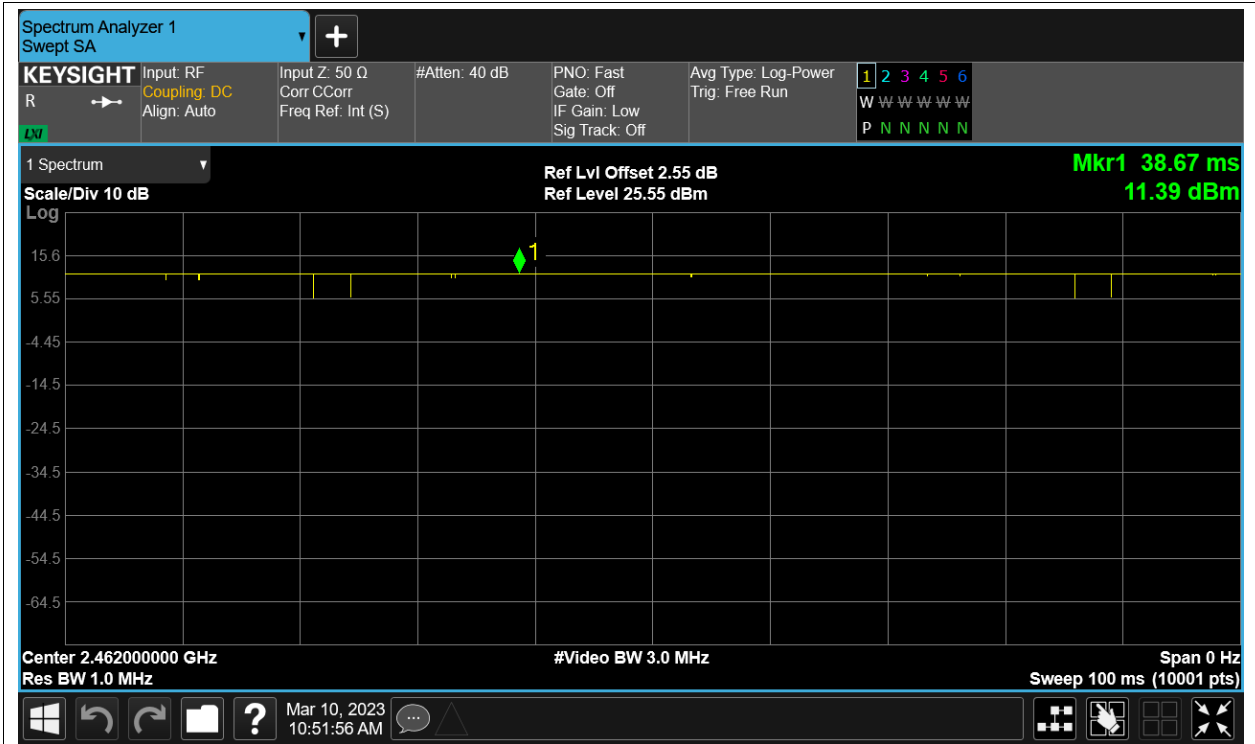 Spectrum Analyzer 1
Swept SA
KEYSIGHT
R
LXI
Input: RF
Coupling: DC
Align: Auto
Input Z: 50 Ω
Corr CCorr
Freq Ref: Int (S)
#Atten: 40 dB
PNO: Fast
Gate: Off
IF Gain: Low
Sig Track: Off
Avg Type: Log-Power
Trig: Free Run
1 2 3 4 5 6
W W W W W W
P N N N N N
1 Spectrum
Scale/Div 10 dB
Ref Lvl Offset 2.55 dB
Ref Level 25.55 dBm
Mkr1 38.67 ms
11.39 dBm
Log
1
15.6
5.55
-4.45
-14.5
-24.5
-34.5
-44.5
-54.5
-64.5
Center 2.462000000 GHz
#Video BW 3.0 MHz
Span 0 Hz
Res BW 1.0 MHz
Sweep 100 ms (10001 pts)
?
Mar 10, 2023
10:51:56 AM